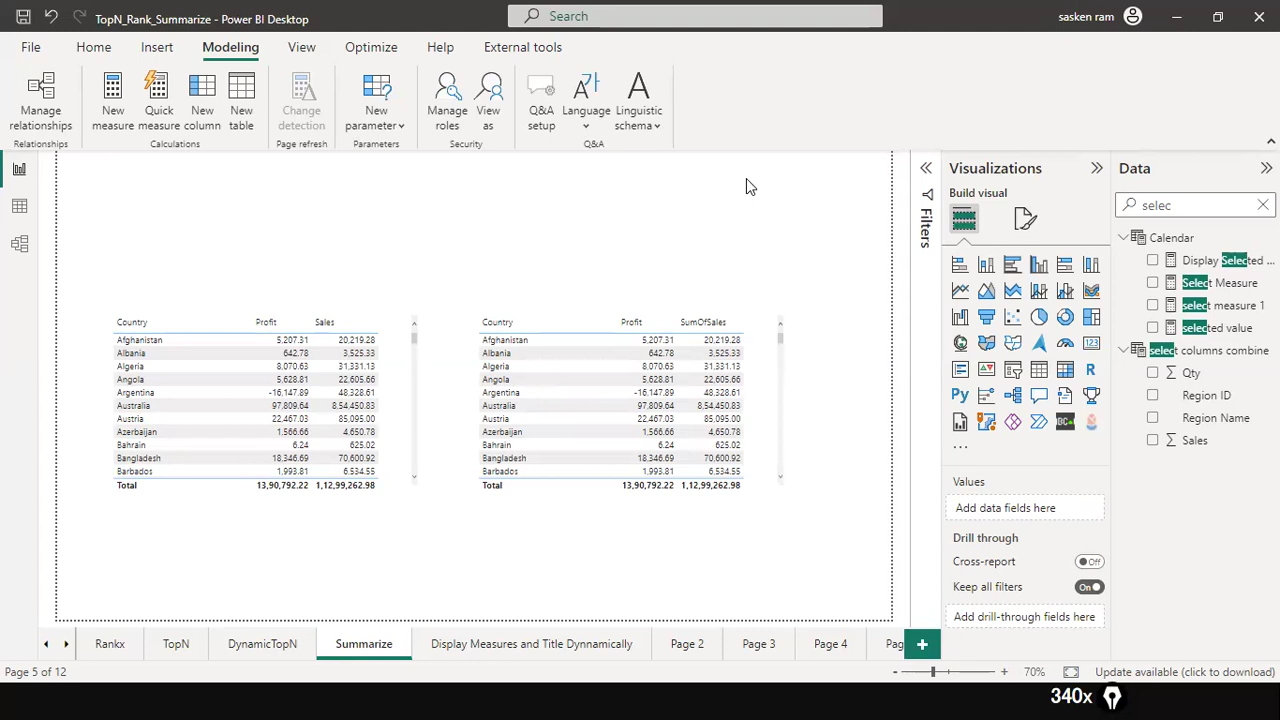 TopN_Rank_Summarize - Power BI Desktop
Search
sasken ram
File Home Insert Modeling View Optimize Help External tools
Manage relationships
New measure
Quick measure
New column
New table
Change detection
New parameter
Manage roles
View as
Q&A setup
Language
Linguistic schema
Relationships
Calculations
Page refresh
Parameters
Security
Q&A
Country Profit Sales
Afghanistan 5,207.31 20,219.28
Albania 642.78 3,525.33
Algeria 8,070.63 31,331.13
Angola 5,628.81 22,605.66
Argentina -16,147.89 48,328.61
Australia 97,809.64 8,54,450.83
Austria 22,467.03 85,095.00
Azerbaijan 1,566.66 4,650.78
Bahrain 6.24 625.02
Bangladesh 18,346.69 70,600.92
Barbados 1,993.81 6,534.55
Total 13,90,792.22 1,12,99,262.98
Country Profit SumOfSales
Afghanistan 5,207.31 20,219.28
Albania 642.78 3,525.33
Algeria 8,070.63 31,331.13
Angola 5,628.81 22,605.66
Argentina -16,147.89 48,328.61
Australia 97,809.64 8,54,450.83
Austria 22,467.03 85,095.00
Azerbaijan 1,566.66 4,650.78
Bahrain 6.24 625.02
Bangladesh 18,346.69 70,600.92
Barbados 1,993.81 6,534.55
Total 13,90,792.22 1,12,99,262.98
Filters
Visualizations
Build visual
R
Py
123
Values
Add data fields here
Drill through
Cross-report
Off
Keep all filters
On
Add drill-through fields here
Data
selec
Calendar
Display Selected ...
Select Measure
select measure 1
selected value
select columns combine
Qty
Region ID
Region Name
Sales
Rankx TopN DynamicTopN Summarize Display Measures and Title Dynnamically Page 2 Page 3 Page 4 Pag
Page 5 of 12
- + 70%
Update available (click to download)
340x